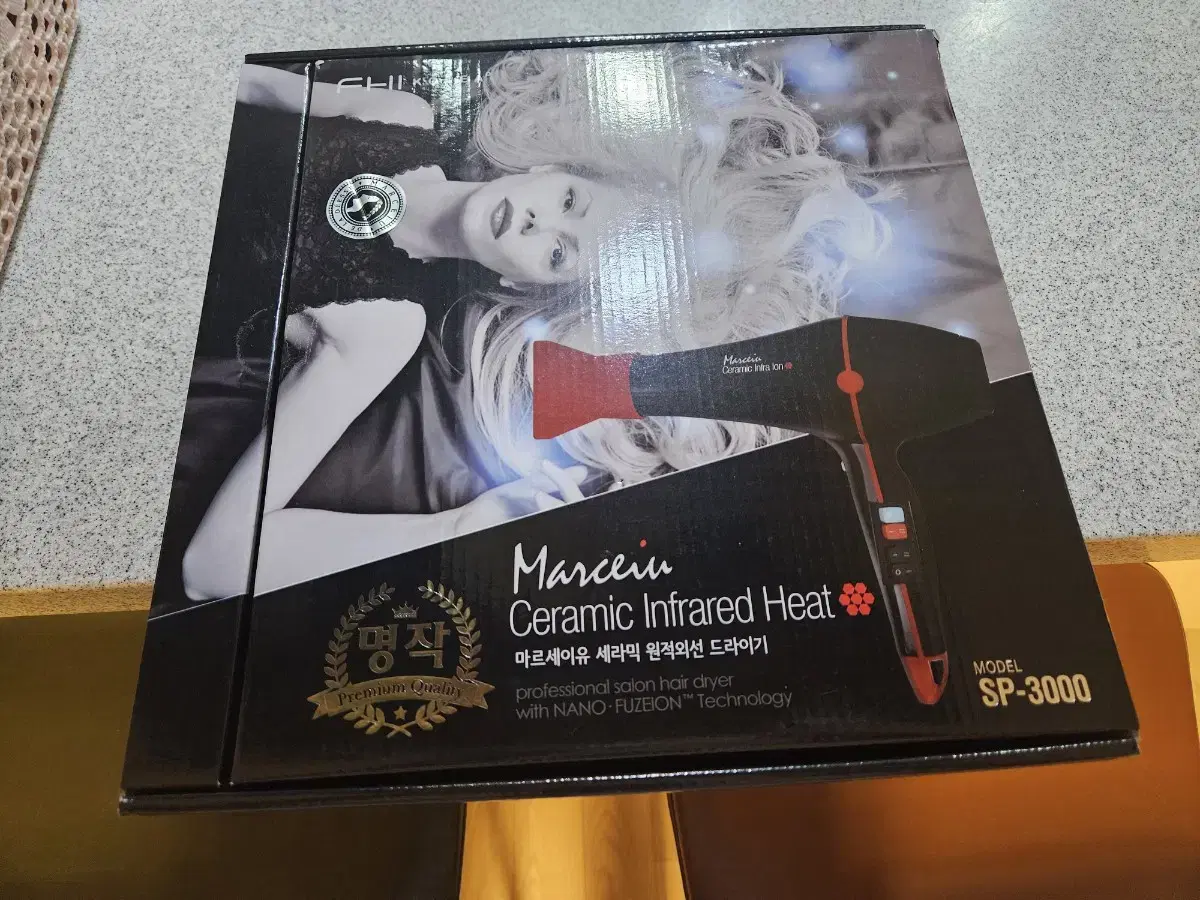 MARCEIU
Marceiu
Ceramic Infra Ion
Marceiu
Ceramic Infrared Heat
마르세이유 세라믹 원적외선 드라이기
professional salon hair dryer
with NANO·FUZEION™ Technology
명작
Premium Quality
MODEL
SP-3000